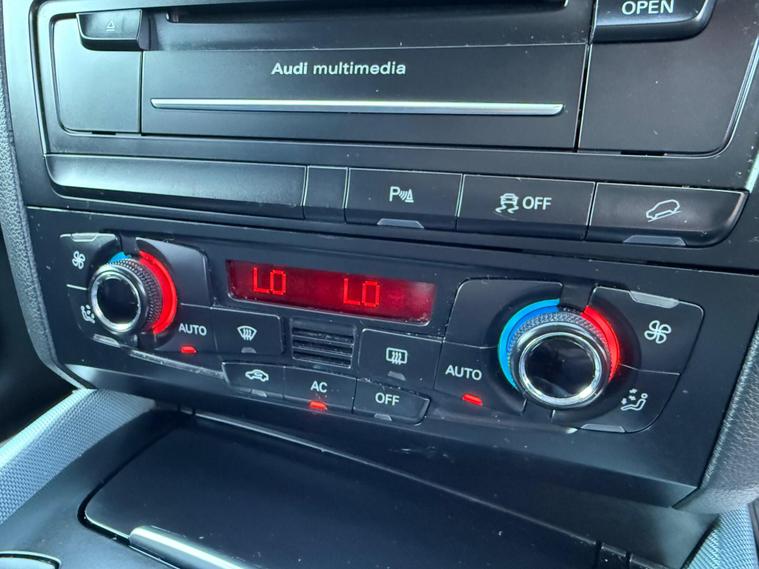 OPEN
Audi multimedia
P
OFF
LO LO
AUTO
AUTO
AC
OFF